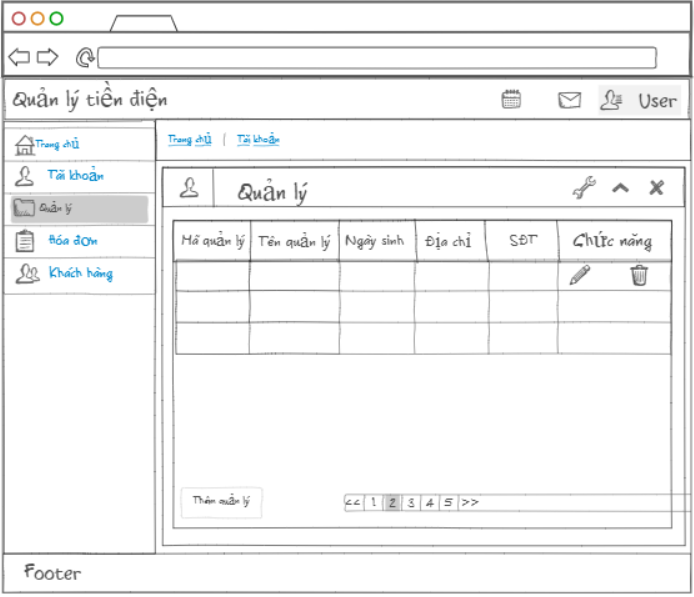 Quản lý tiền điện
User
Trang chủ
Tài khoản
Quản lý
Hóa đơn
Khách hàng
Trang chủ | Tài khoản
Quản lý
Mã quản lý Tên quản lý Ngày sinh Địa chỉ SĐT Chức năng
Thêm quản lý
<< 1 2 3 4 5 >>
Footer